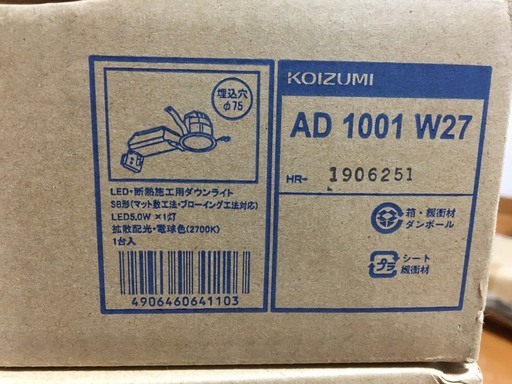 埋込穴
φ75
LED・断熱施工用ダウンライト
SB形(マット敷工法・ブローイング工法対応)
LED5.0W ×1灯
拡散配光・電球色(2700K)
1台入
4906460641103
KOIZUMI
AD 1001 W27
HR- 1906251
箱・緩衝材
ダンボール
プラ
シート
緩衝材